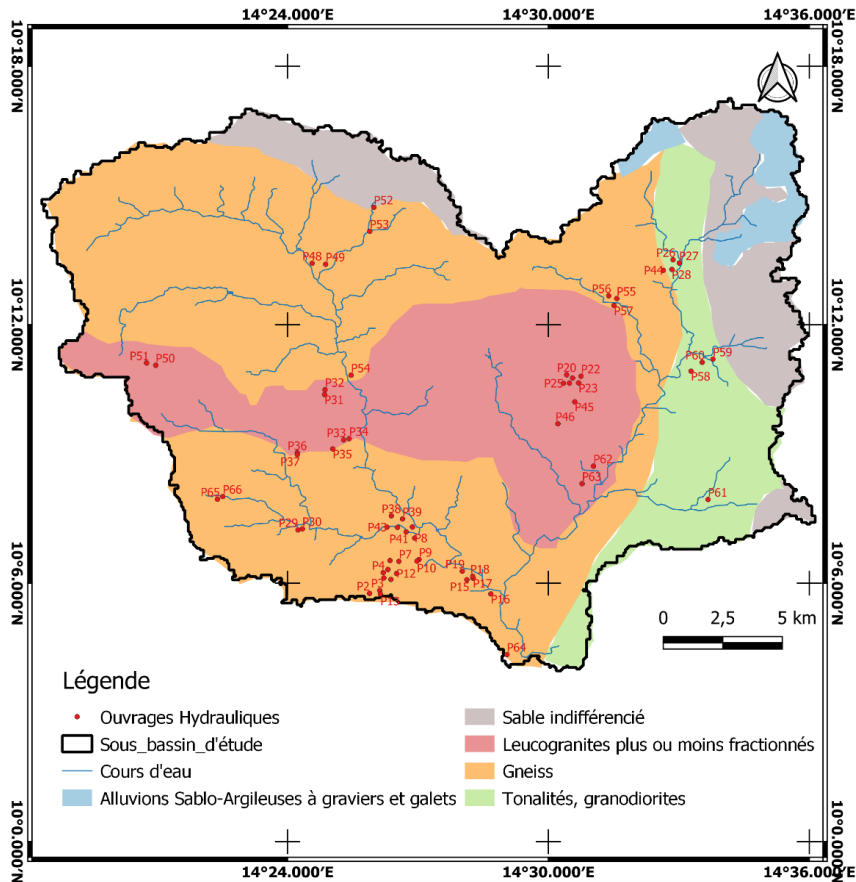 14°24.000′E 14°30.000′E 14°36.000′E
10°18.000′N 10°18.000′N
P52
P53
P48 P49
P26 P27
P44 P28
P56 P55
P57
10°12.000′N 10°12.000′N
P51 P50
P60 P59
P58
P54
P20 P22
P25 P23
P32
P31
P45
P46
P33 P34
P35
P36
P37
P62
P63
P65 P66
P61
P38 P39
P29 P30
P43 P41 P8
P9
P7 P10
P4 P12
P3
P2
P13
P19 P18
P15 P17
P16
10°6.000′N 10°6.000′N
0 2,5 5 km
P64
Légende
Ouvrages Hydrauliques
Sous_bassin_d'étude
Cours d'eau
Alluvions Sablo-Argileuses à graviers et galets
Sable indifférencié
Leucogranites plus ou moins fractionnés
Gneiss
Tonalités, granodiorites
10°0.000′N 10°0.000′N
14°24.000′E 14°30.000′E 14°36.000′E